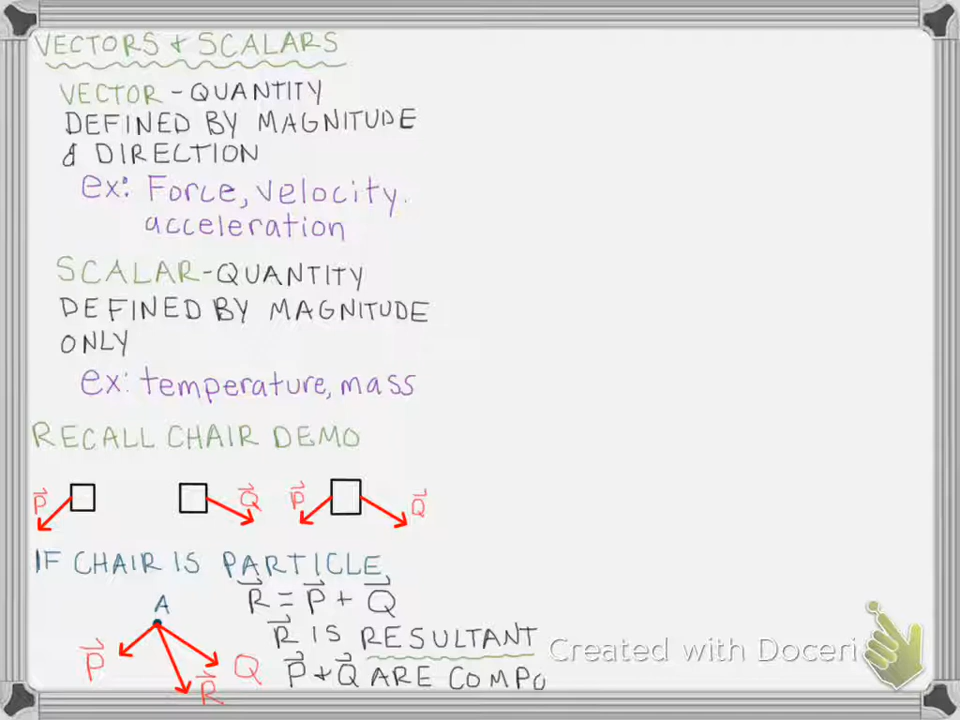 VECTORS & SCALARS
VECTOR - QUANTITY
DEFINED BY MAGNITUDE
& DIRECTION
ex: Force, velocity.
acceleration
SCALAR - QUANTITY
DEFINED BY MAGNITUDE
ONLY
ex: temperature, mass
RECALL CHAIR DEMO
P⃗ Q⃗ P⃗ Q⃗
IF CHAIR IS PARTICLE,
R⃗ = P⃗ + Q⃗
A
R⃗ IS RESULTANT
P⃗ Q
R⃗
P⃗ + Q⃗ ARE COMPO
Created with Doceri